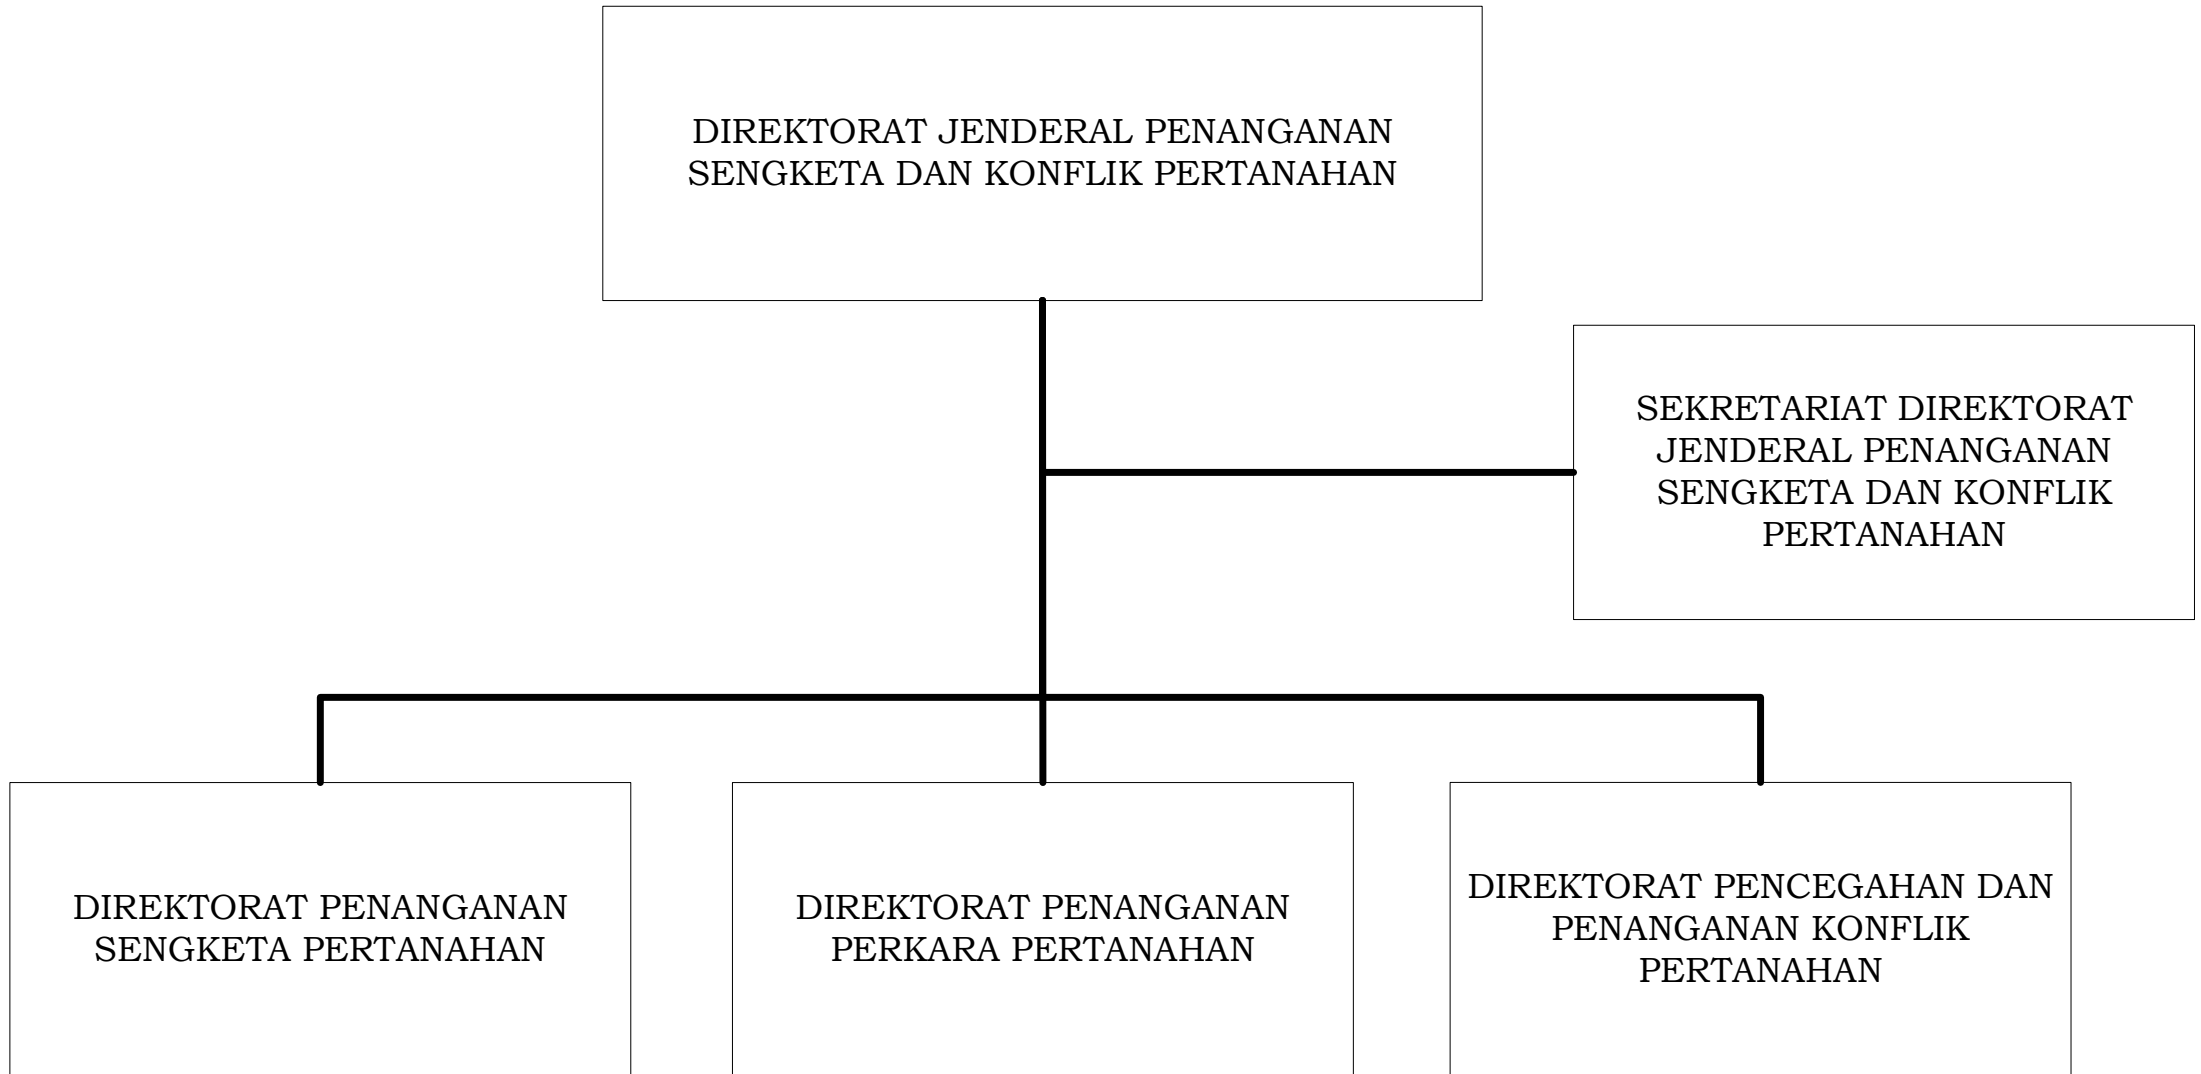 DIREKTORAT JENDERAL PENANGANAN
SENGKETA DAN KONFLIK PERTANAHAN
SEKRETARIAT DIREKTORAT
JENDERAL PENANGANAN
SENGKETA DAN KONFLIK
PERTANAHAN
DIREKTORAT PENANGANAN
SENGKETA PERTANAHAN
DIREKTORAT PENANGANAN
PERKARA PERTANAHAN
DIREKTORAT PENCEGAHAN DAN
PENANGANAN KONFLIK
PERTANAHAN